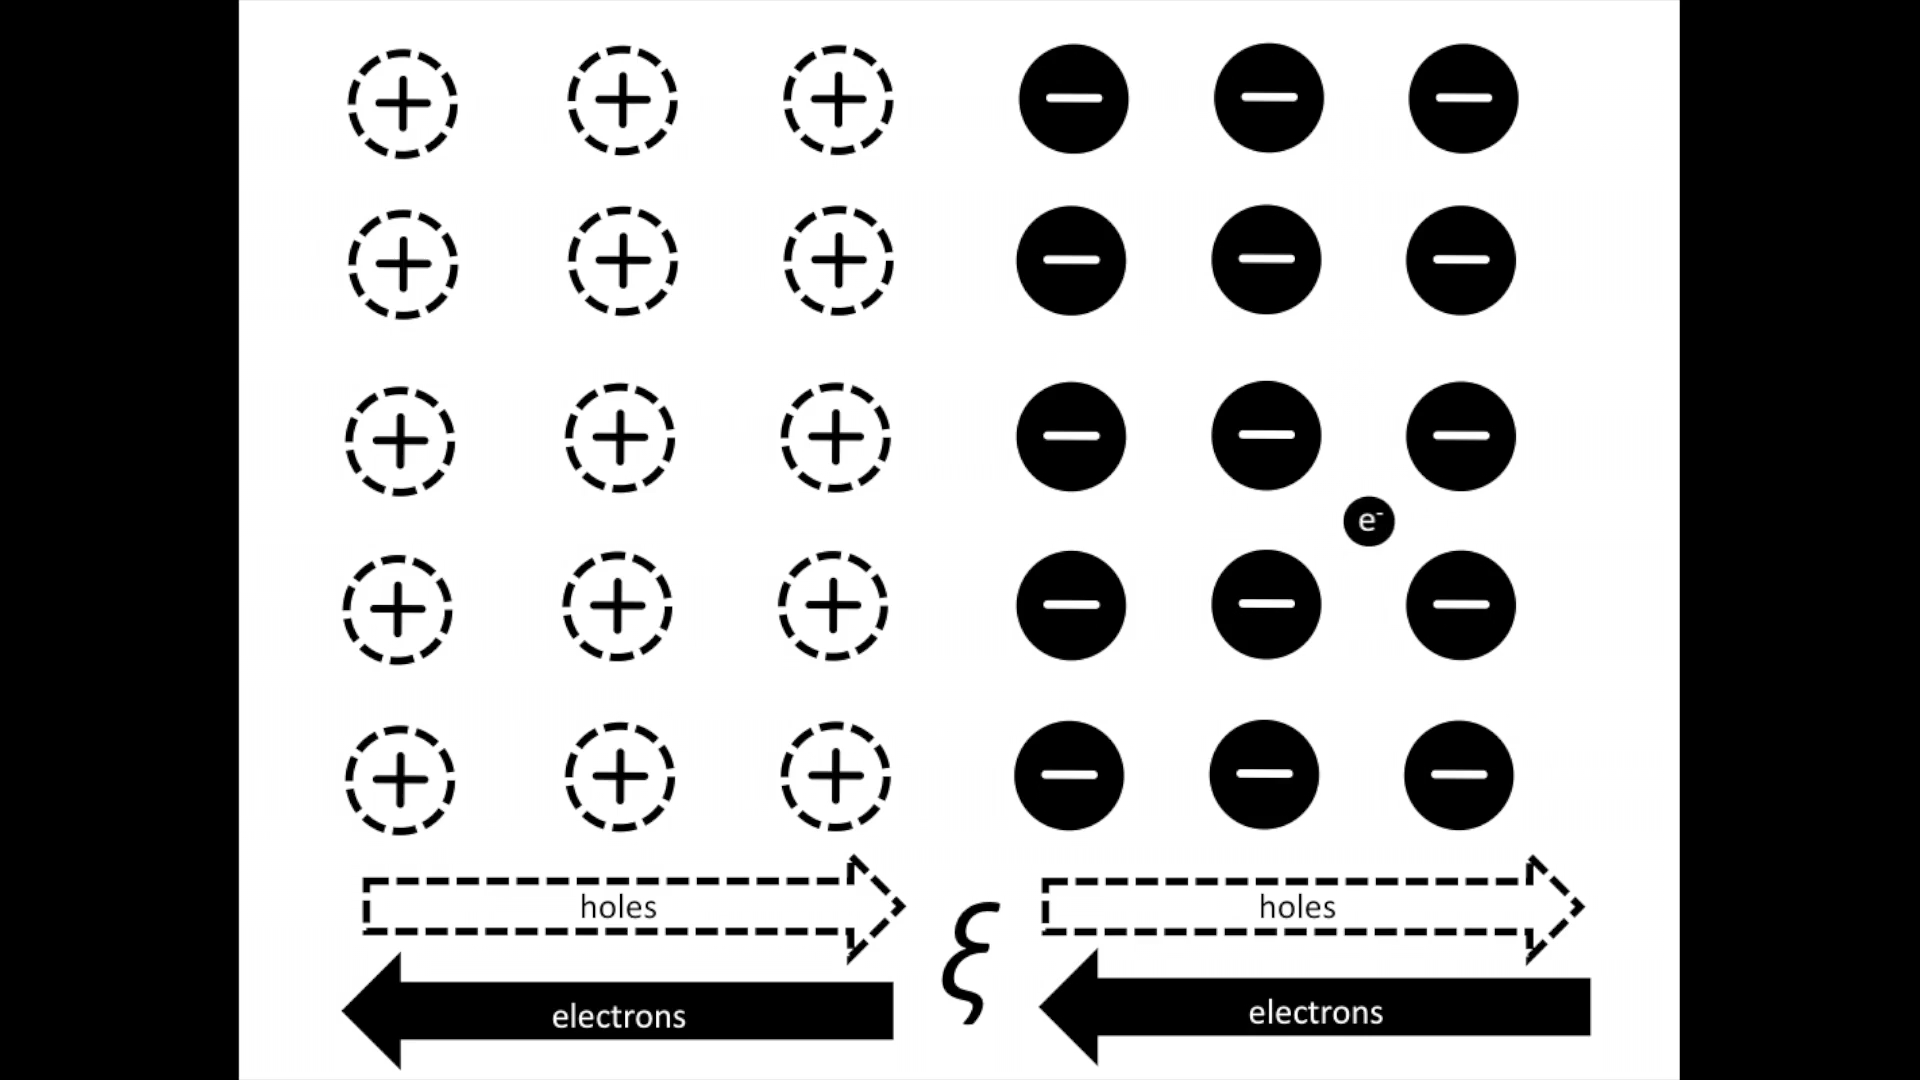 + + + − − −
+ + + − − −
+ + + − − −
e⁻
+ + + − − −
+ + + − − −
holes
holes
ξ
electrons
electrons